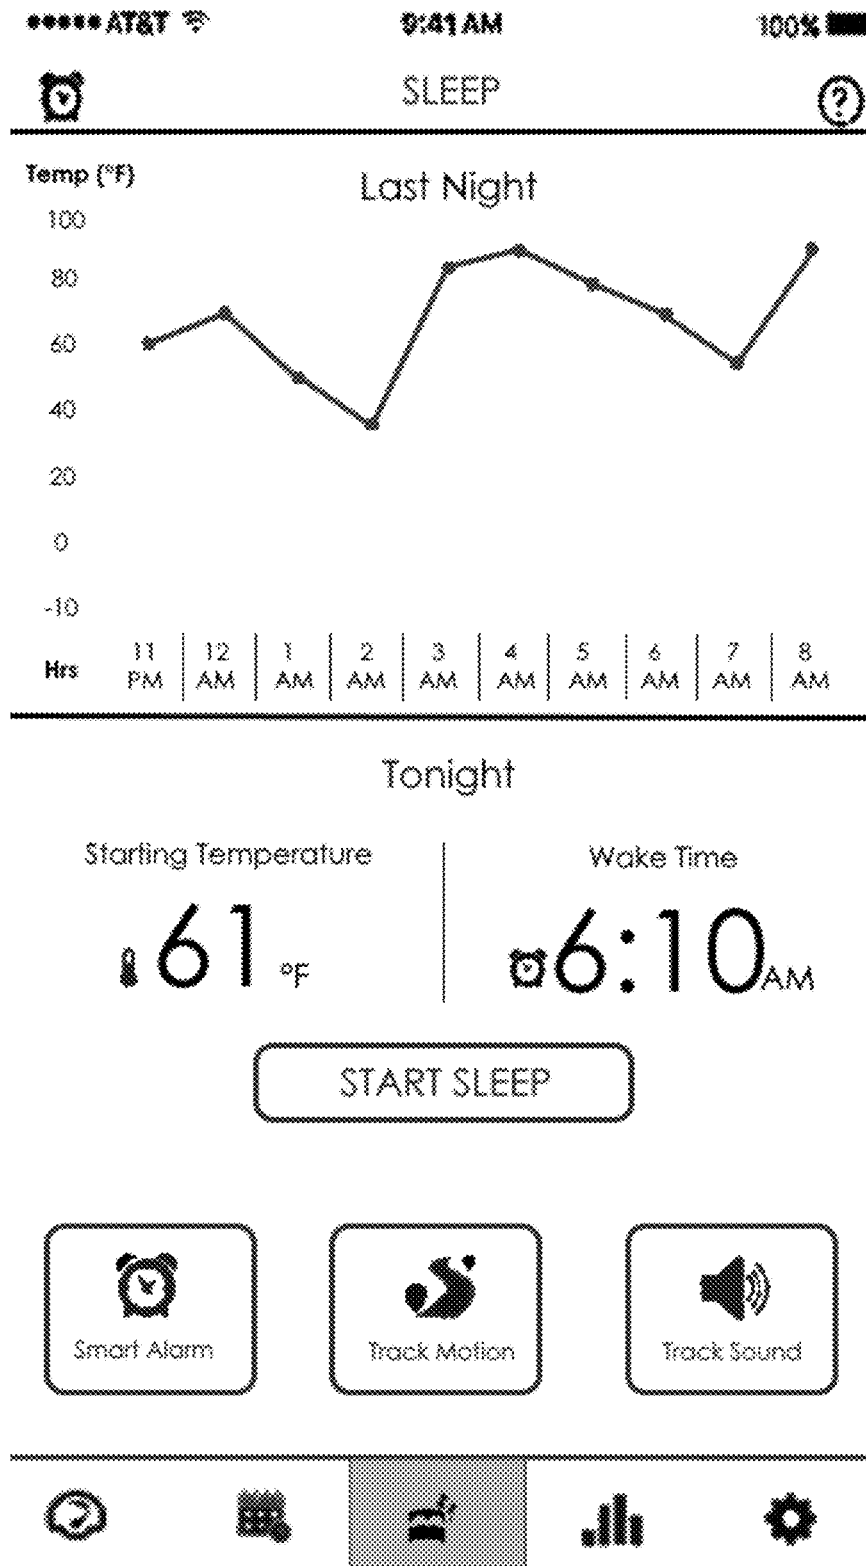 AT&T 9:41 AM 100%
SLEEP
Temp (°F) Last Night
100
80
60
40
20
0
-10
Hrs 11 PM 12 AM 1 AM 2 AM 3 AM 4 AM 5 AM 6 AM 7 AM 8 AM
Tonight
Starting Temperature Wake Time
61 °F 6:10 AM
START SLEEP
Smart Alarm Track Motion Track Sound